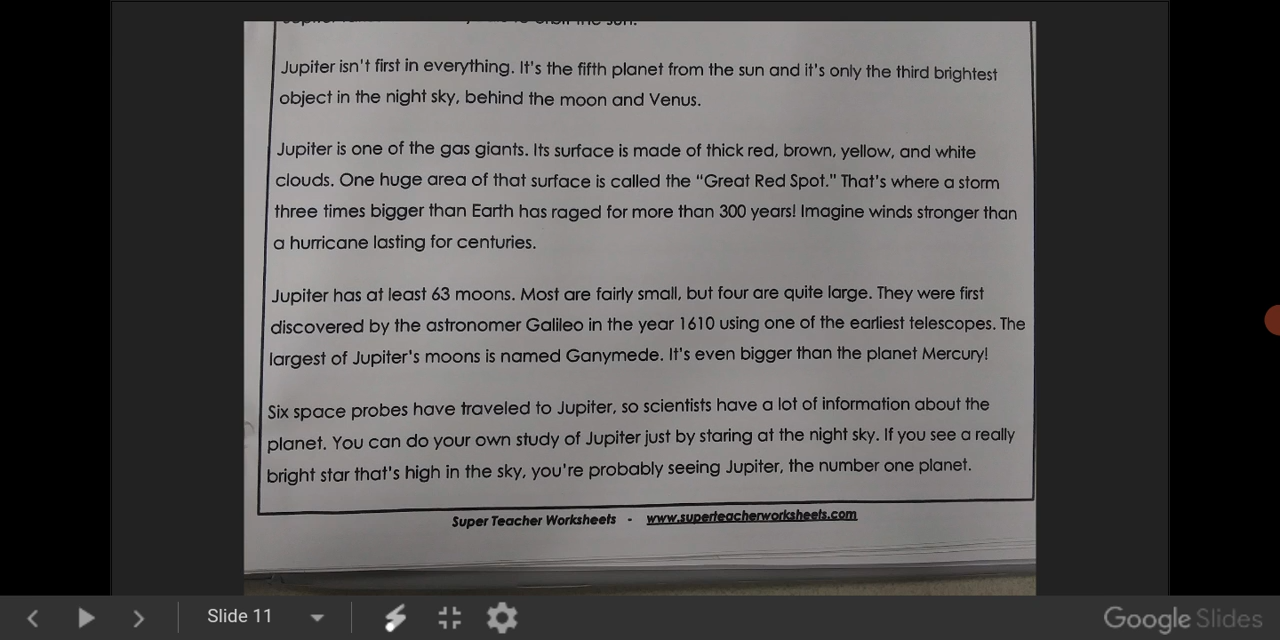 orbit the sun.
Jupiter isn't first in everything. It's the fifth planet from the sun and it's only the third brightest
object in the night sky, behind the moon and Venus.
Jupiter is one of the gas giants. Its surface is made of thick red, brown, yellow, and white
clouds. One huge area of that surface is called the “Great Red Spot.” That's where a storm
three times bigger than Earth has raged for more than 300 years! Imagine winds stronger than
a hurricane lasting for centuries.
Jupiter has at least 63 moons. Most are fairly small, but four are quite large. They were first
discovered by the astronomer Galileo in the year 1610 using one of the earliest telescopes. The
largest of Jupiter's moons is named Ganymede. It's even bigger than the planet Mercury!
Six space probes have traveled to Jupiter, so scientists have a lot of information about the
planet. You can do your own study of Jupiter just by staring at the night sky. If you see a really
bright star that's high in the sky, you're probably seeing Jupiter, the number one planet.
Super Teacher Worksheets - www.superteacherworksheets.com
Slide 11
Google Slides